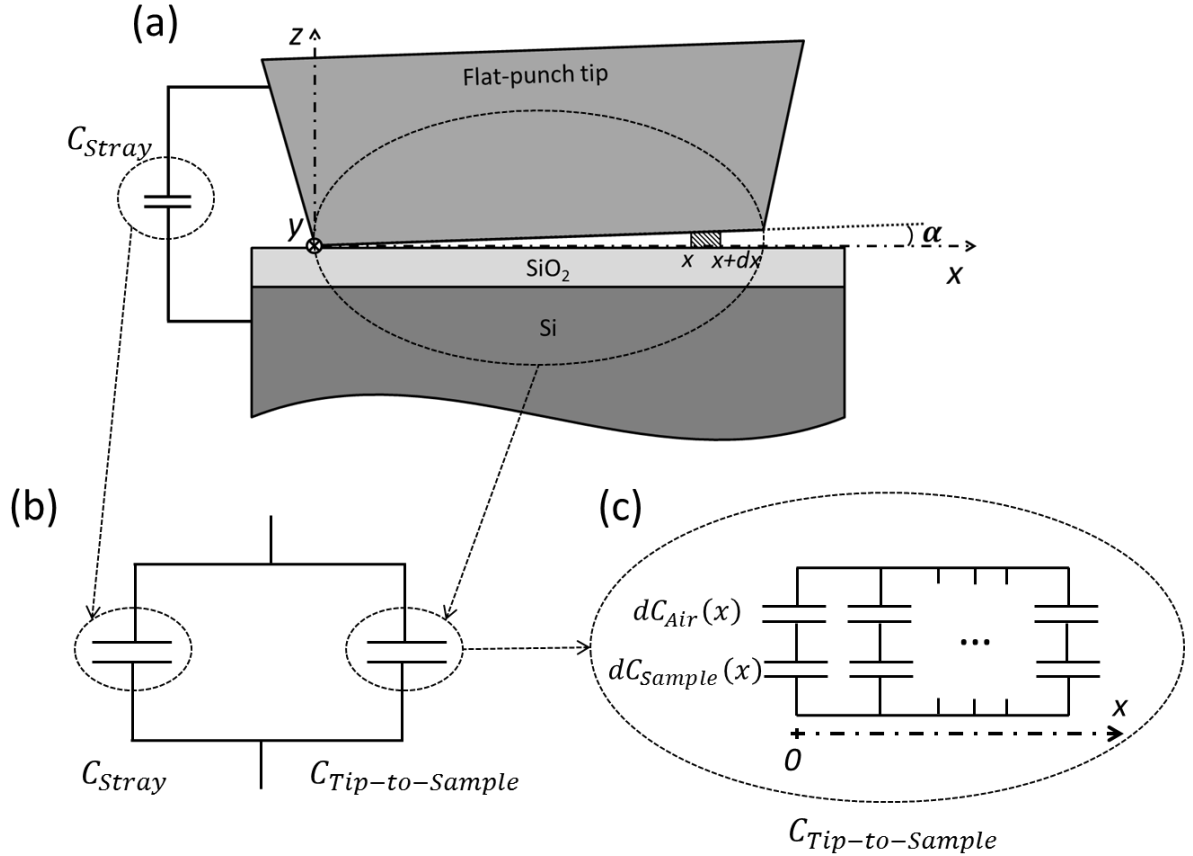 (a)
z
Flat-punch tip
C_Stray
y
α
x x+dx
x
SiO₂
Si
(b)
(c)
dC_Air(x)
...
dC_Sample(x)
x
0
C_Stray
C_Tip−to−Sample
C_Tip−to−Sample